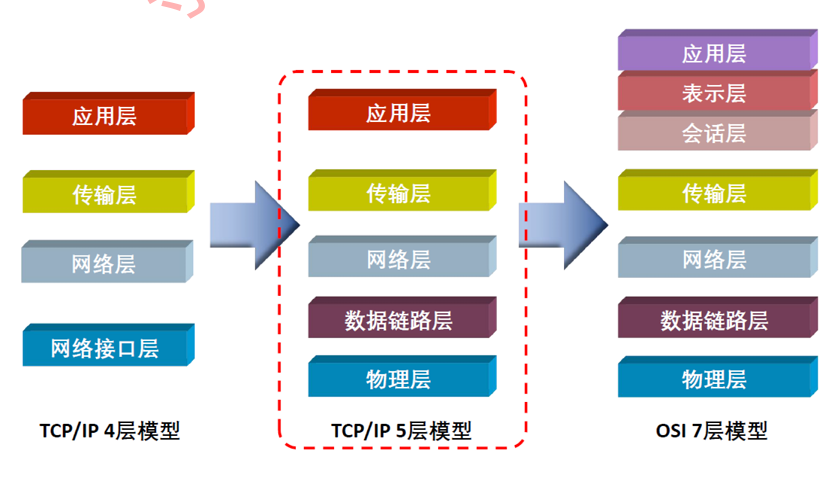 应用层
传输层
网络层
网络接口层
TCP/IP 4层模型
应用层
传输层
网络层
数据链路层
物理层
TCP/IP 5层模型
应用层
表示层
会话层
传输层
网络层
数据链路层
物理层
OSI 7层模型